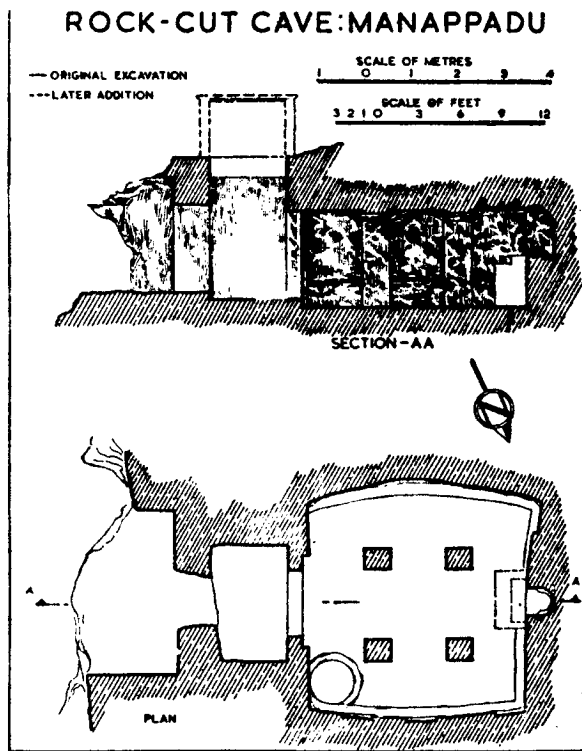 ROCK-CUT CAVE:MANAPPADU
— ORIGINAL EXCAVATION
--- LATER ADDITION
SCALE OF METRES
1 0 1 2 3 4
SCALE OF FEET
3 2 1 0 3 6 9 12
SECTION-AA
N
A
A
PLAN